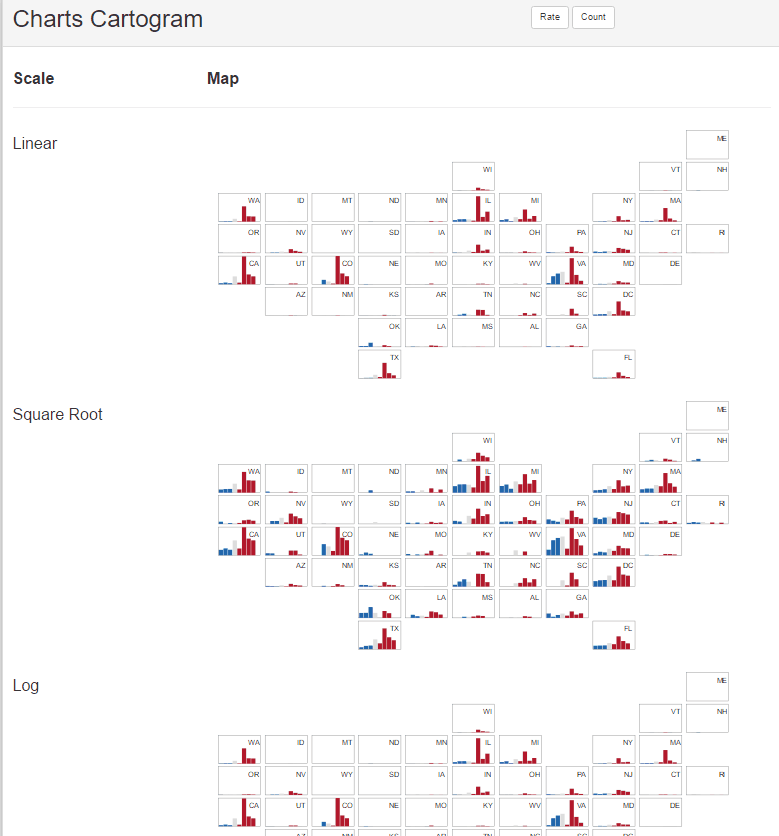 Charts Cartogram Rate Count
Scale Map
Linear
ME
WI VT NH
WA ID MT ND MN IL MI NY MA
OR NV WY SD IA IN OH PA NJ CT RI
CA UT CO NE MO KY WV VA MD DE
AZ NM KS AR TN NC SC DC
OK LA MS AL GA
TX FL
Square Root
ME
WI VT NH
WA ID MT ND MN IL MI NY MA
OR NV WY SD IA IN OH PA NJ CT RI
CA UT CO NE MO KY WV VA MD DE
AZ NM KS AR TN NC SC DC
OK LA MS AL GA
TX FL
Log
ME
WI VT NH
WA ID MT ND MN IL MI NY MA
OR NV WY SD IA IN OH PA NJ CT RI
CA UT CO NE MO KY WV VA MD DE